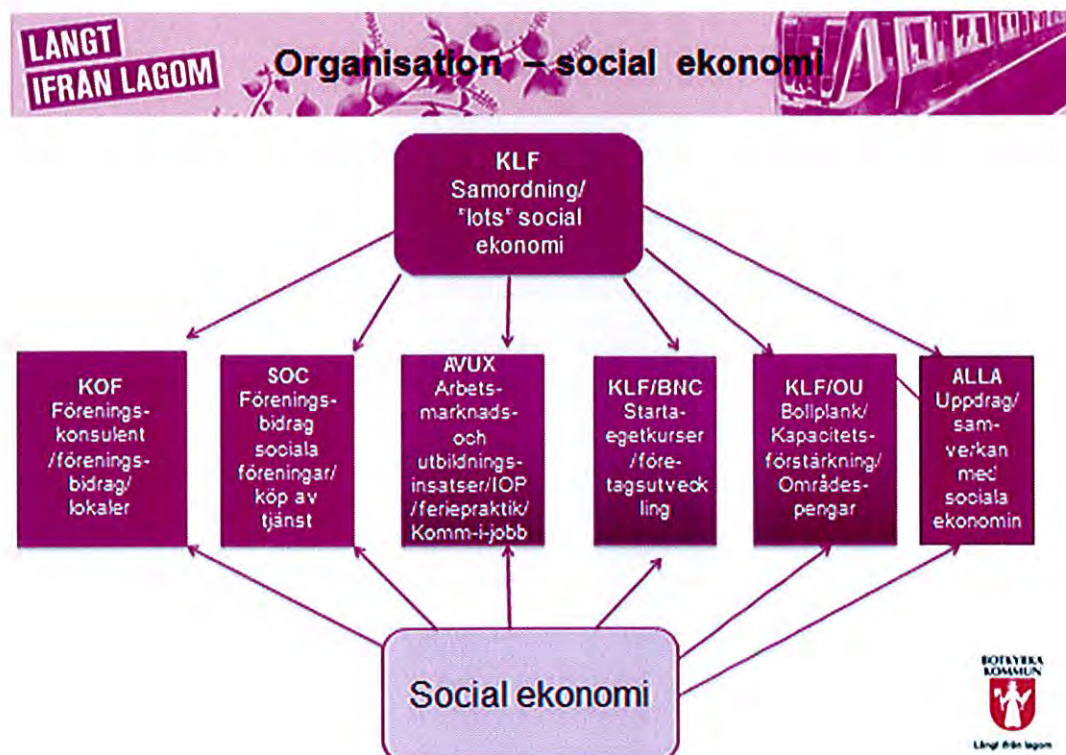 LÅNGT
IFRÅN LAGOM
Organisation – social ekonomi
KLF
Samordning/
"lots" social
ekonomi
KOF
Förenings-
konsulent
/förenings-
bidrag/
lokaler
SOC
Förenings-
bidrag
sociala
föreningar/
köp av
tjänst
AVUX
Arbets-
marknads-
och
utbildnings-
insatser/IOP
/feriepraktik/
Komm-i-jobb
KLF/BNC
Starta-
egetkurser
/före-
tagsutveck
ling
KLF/OU
Bollplank/
Kapacitets-
förstärkning/
Områdes-
pengar
ALLA
Uppdrag/
sam-
verkan
med
sociala
ekonomin
Social ekonomi
BOTKYRKA
KOMMUN
Långt ifrån lagom